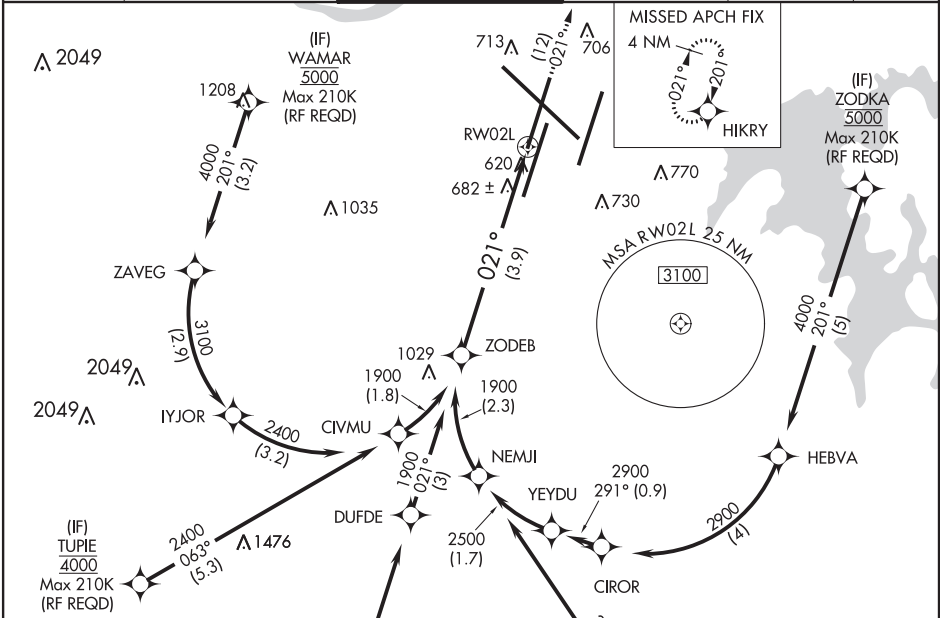 2049
(IF)
WAMAR
5000
Max 210K
(RF REQD)
1208
4000
201°
(3.2)
713
(12)
021°
706
MISSED APCH FIX
4 NM
021°
201°
HIKRY
(IF)
ZODKA
5000
Max 210K
(RF REQD)
RW02L
620
682 ±
770
730
1035
021°
(3.9)
MSA RW02L 25 NM
3100
ZAVEG
3100
(2.9)
4000
201°
(5)
2049
2049
IYJOR
2400
(3.2)
1029
ZODEB
1900
(1.8)
1900
(2.3)
CIVMU
1900
021°
(3)
NEMJI
HEBVA
DUFDE
YEYDU
2900
291° (0.9)
2500
(1.7)
2900
(4)
CIROR
(IF)
TUPIE
4000
Max 210K
(RF REQD)
2400
063°
(5.3)
1476